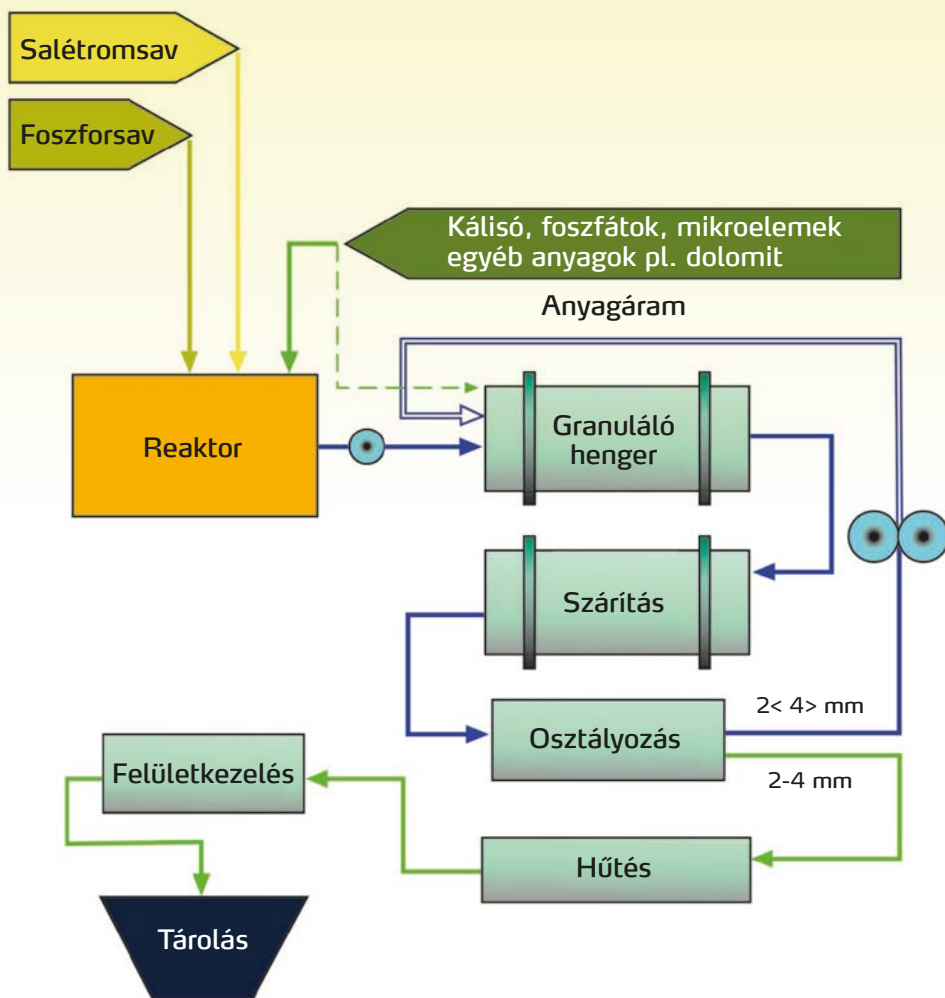 Salétromsav
Foszforsav
Kálisó, foszfátok, mikroelemek
egyéb anyagok pl. dolomit
Anyagáram
Reaktor
Granuláló
henger
Szárítás
2< 4> mm
Osztályozás
2-4 mm
Felületkezelés
Hűtés
Tárolás